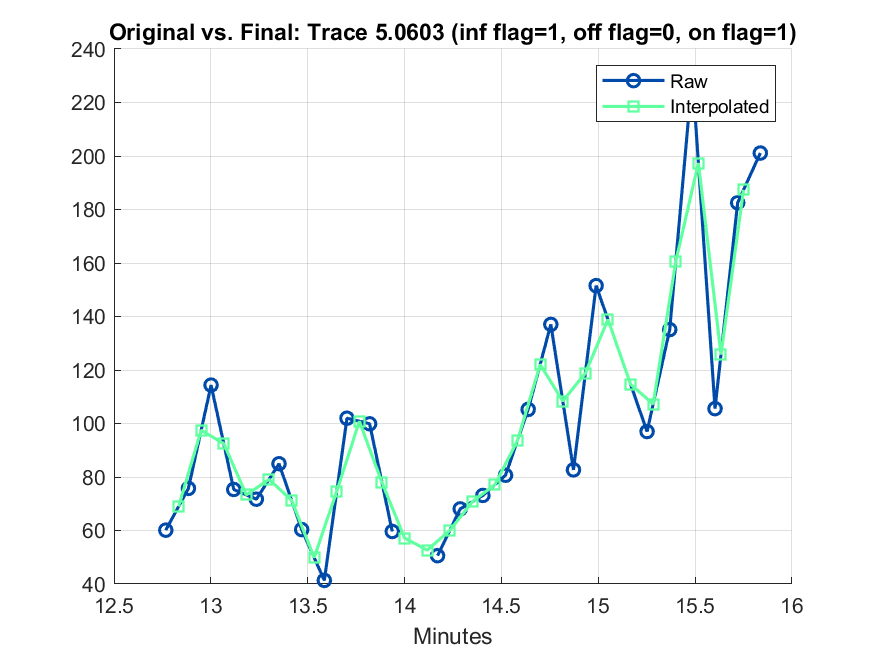 Original vs. Final: Trace 5.0603 (inf flag=1, off flag=0, on flag=1)
240
220
200
180
160
140
120
100
80
60
40
Raw
Interpolated
12.5 13 13.5 14 14.5 15 15.5 16
Minutes